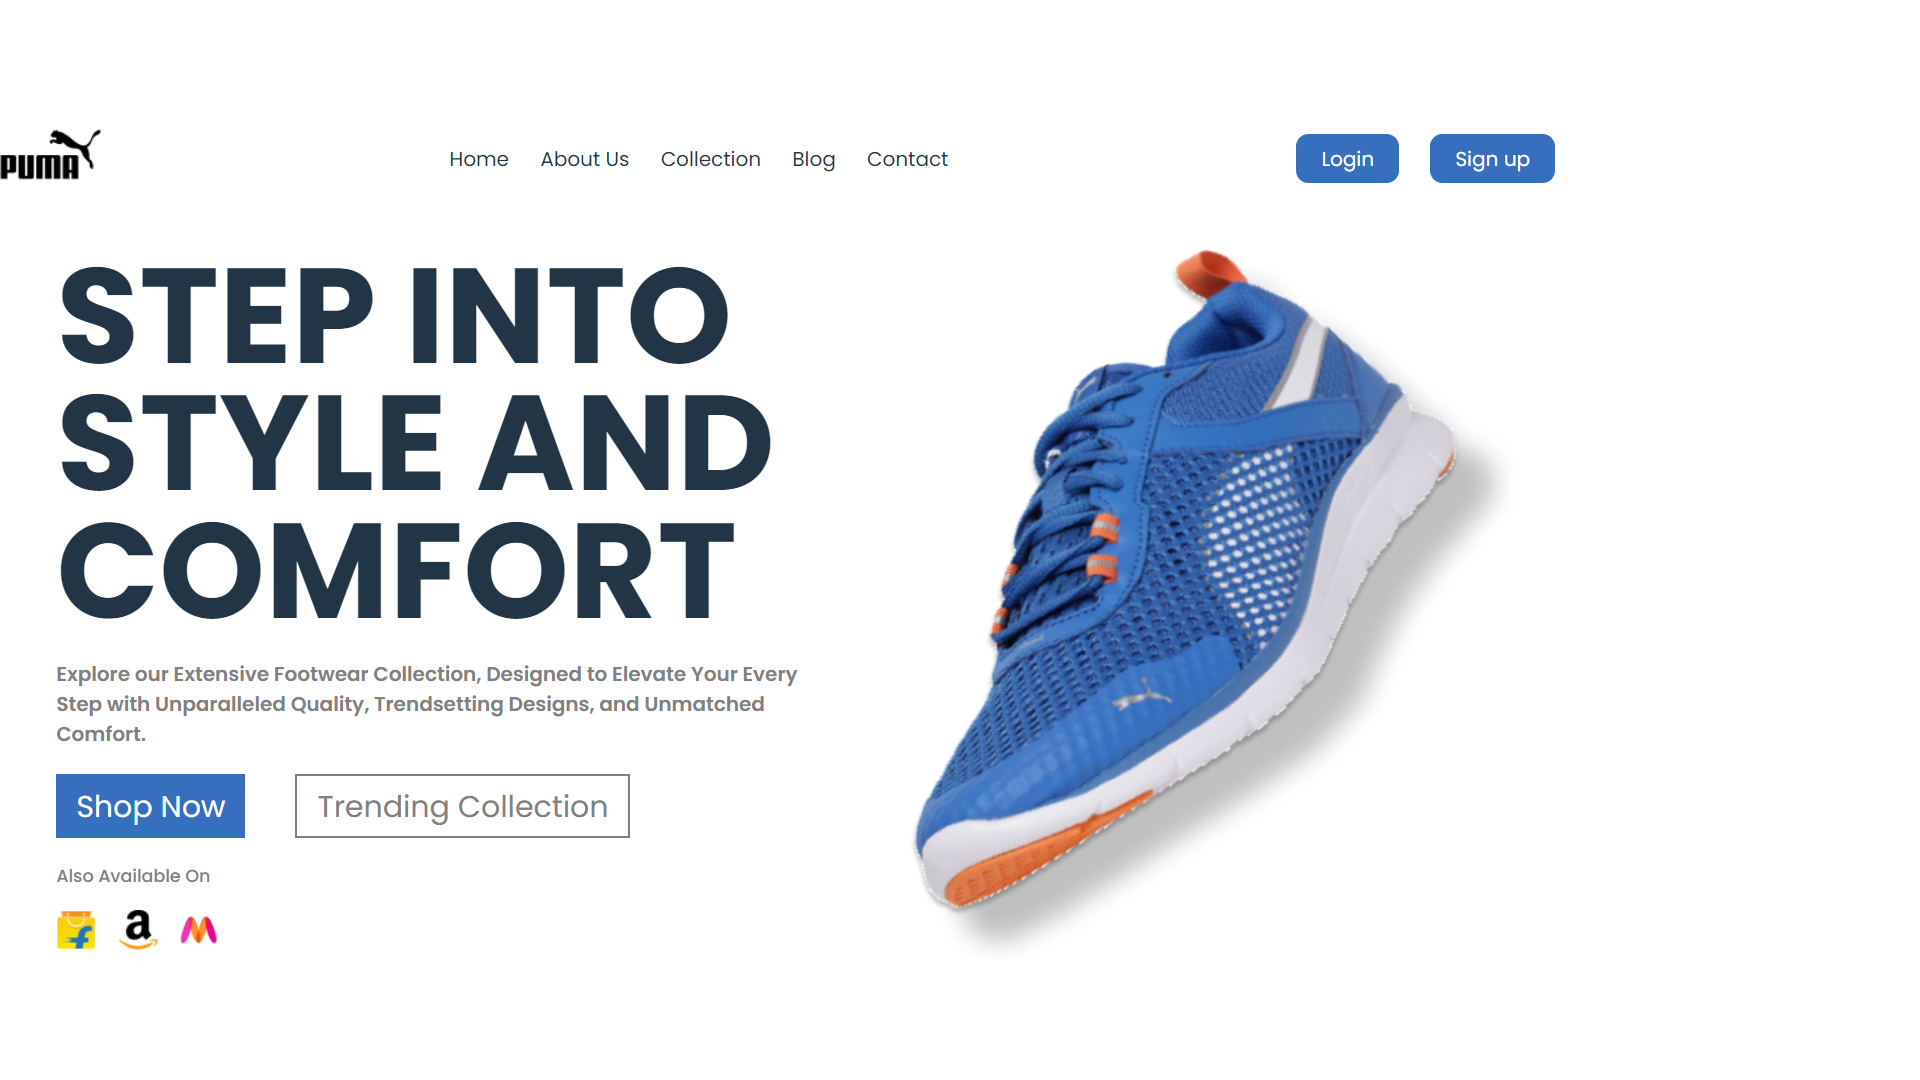 PUMA
Home About Us Collection Blog Contact
Login Sign up
STEP INTO
STYLE AND
COMFORT
Explore our Extensive Footwear Collection, Designed to Elevate Your Every
Step with Unparalleled Quality, Trendsetting Designs, and Unmatched
Comfort.
Shop Now Trending Collection
Also Available On
f a M